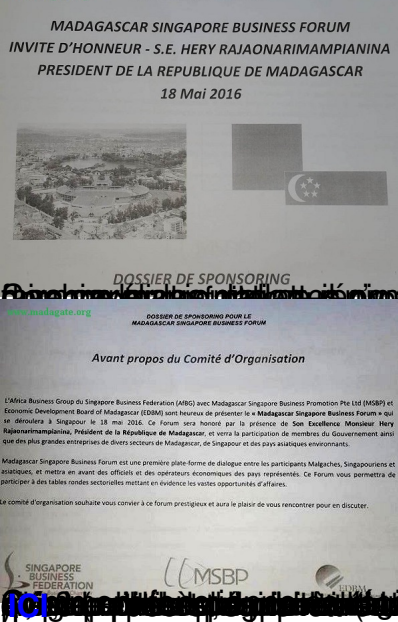 MADAGASCAR SINGAPORE BUSINESS FORUM
INVITE D'HONNEUR - S.E. HERY RAJAONARIMAMPIANINA
PRESIDENT DE LA REPUBLIQUE DE MADAGASCAR
18 Mai 2016
DOSSIER DE SPONSORING
.madagate.org
DOSSIER DE SPONSORING POUR LE
MADAGASCAR SINGAPORE BUSINESS FORUM
Avant propos du Comité d'Organisation
L'Africa Business Group du Singapore Business Federation (AfBG) avec Madagascar Singapore Business Promotion Pte Ltd (MSBP) et
Economic Development Board of Madagascar (EDBM) sont heureux de présenter le « Madagascar Singapore Business Forum » qui
se déroulera à Singapour le 18 mai 2016. Ce Forum sera honoré par la présence de Son Excellence Monsieur Hery
Rajaonarimampianina, Président de la République de Madagascar, et verra la participation de membres du Gouvernement ainsi
que des plus grandes entreprises de divers secteurs de Madagascar, de Singapour et des pays asiatiques environnants.
Madagascar Singapore Business Forum est une première plate-forme de dialogue entre les participants Malgaches, Singapouriens et
asiatiques, et mettra en avant des officiels et des opérateurs économiques des pays représentés. Ce Forum vous permettra de
participer à des tables rondes sectorielles mettant en évidence les vastes opportunités d'affaires.
Le comité d'organisation souhaite vous convier à ce forum prestigieux et aura le plaisir de vous rencontrer pour en discuter.
SINGAPORE
BUSINESS
FEDERATION
MSBP
EDBM
ICI